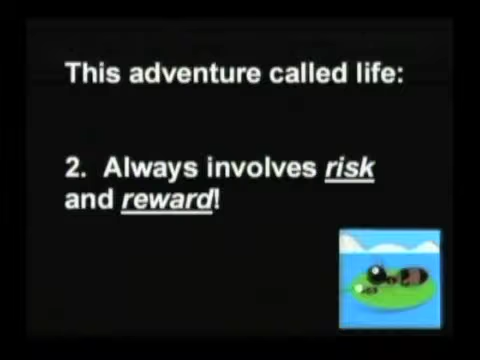 This adventure called life:
2. Always involves risk
and reward!